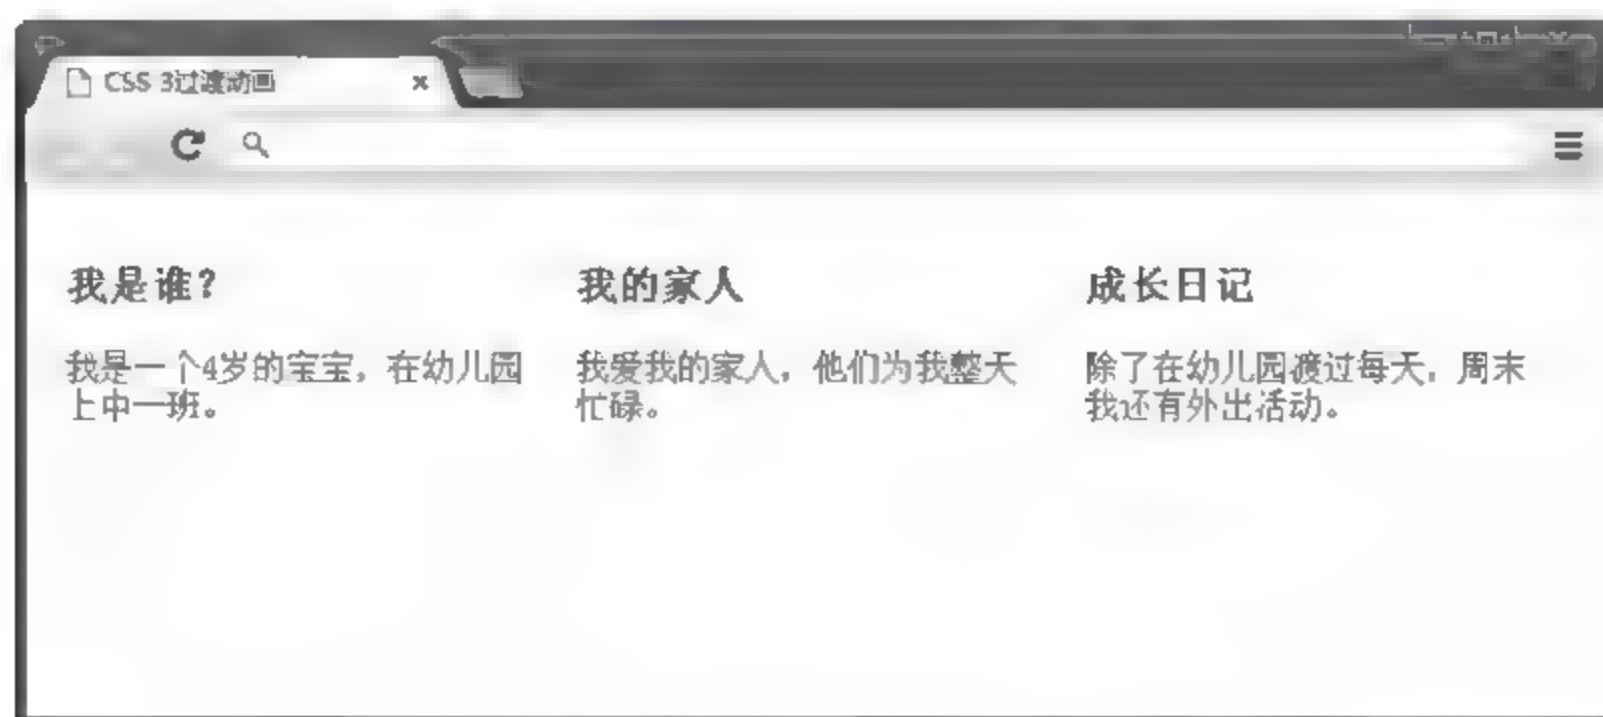 CSS 3过渡动画
我是谁？
我是一个4岁的宝宝，在幼儿园
上中一班。
我的家人
我爱我的家人，他们为我整天
忙碌。
成长日记
除了在幼儿园渡过每天，周末
我还有外出活动。